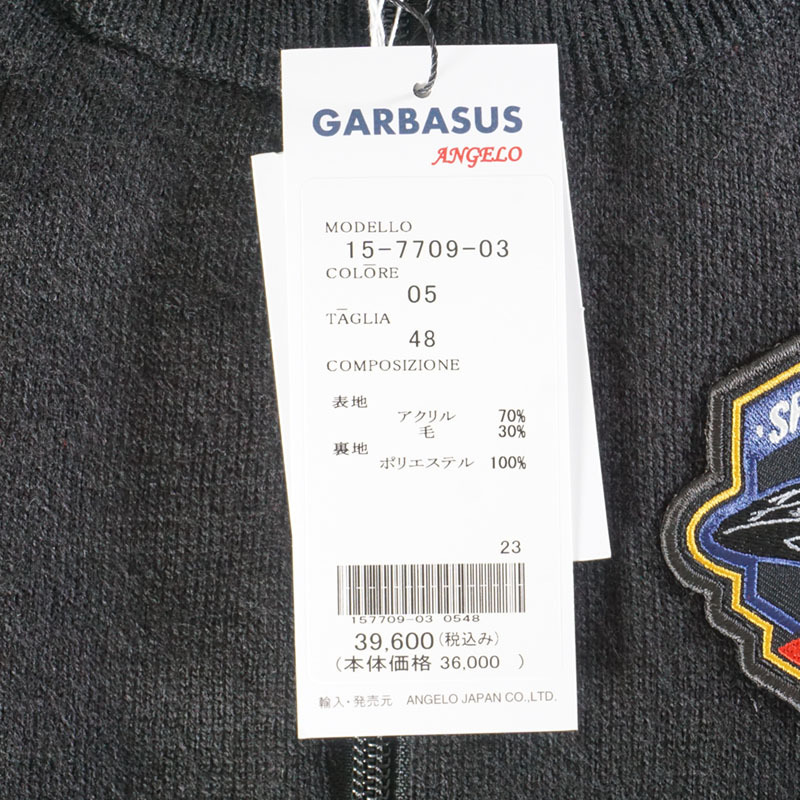 GARBASUS
ANGELO
MODELLO
15-7709-03
COLŌRE
05
TĀGLIA
48
COMPOSIZIONE
表地
アクリル 70%
毛 30%
裏地
ポリエステル 100%
23
157709-03 0548
39,600(税込み)
(本体価格 36,000 )
輸入・発売元 ANGELO JAPAN CO.,LTD.